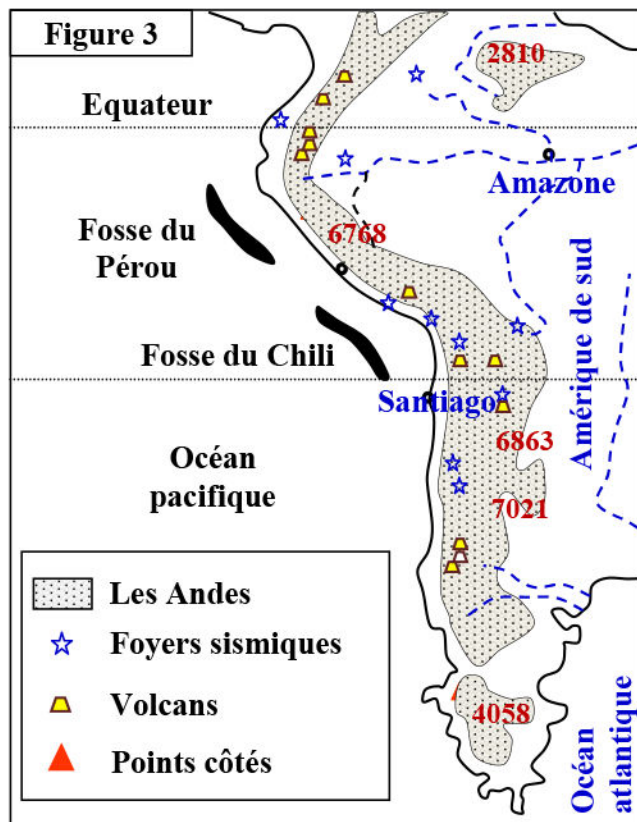 Figure 3
2810
Equateur
Amazone
Fosse du
Pérou
6768
Fosse du Chili
Amérique de sud
Santiago
6863
Océan
pacifique
7021
Les Andes
Foyers sismiques
Volcans
4058
Points côtés
Océan
atlantique